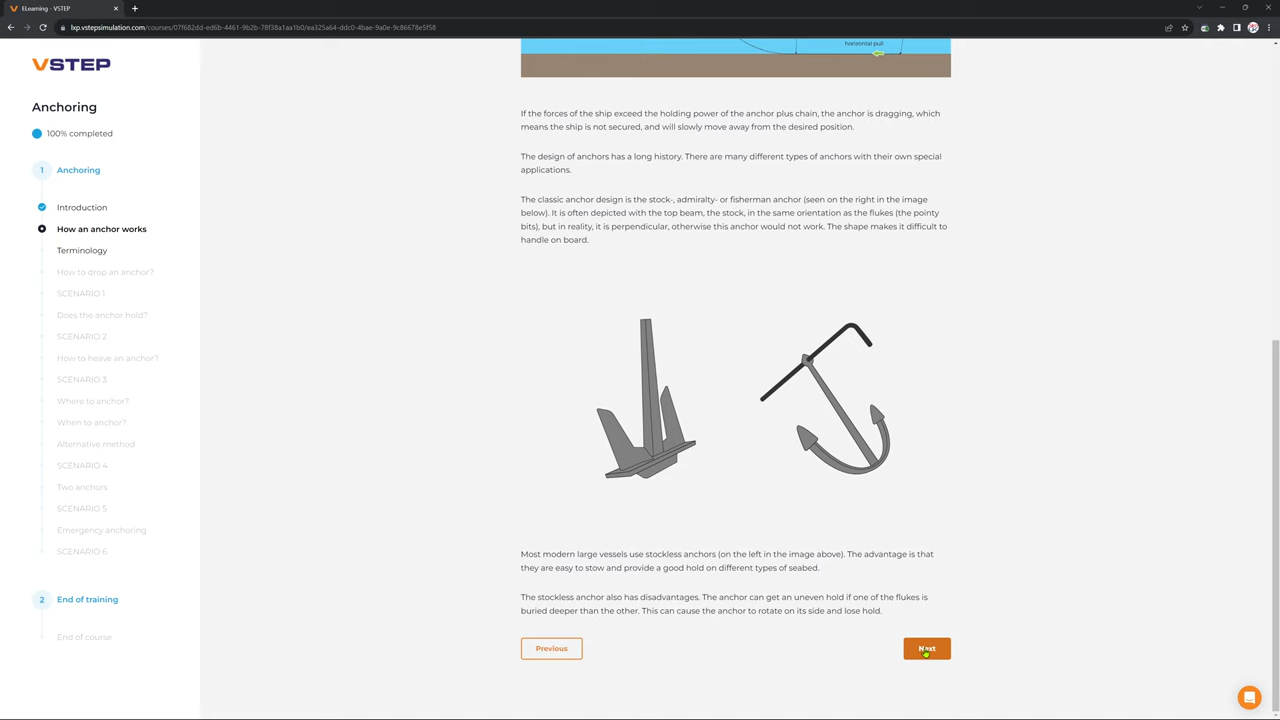 ELearning - VSTEP
lxp.vstepsimulation.com/courses/07f682dd-ed6b-4461-9b2b-78f38a1aa1b0/ea325a64-ddc0-4bae-9a0e-9c86678e5f58
VSTEP
Anchoring
100% completed
1 Anchoring
Introduction
How an anchor works
Terminology
How to drop an anchor?
SCENARIO 1
Does the anchor hold?
SCENARIO 2
How to heave an anchor?
SCENARIO 3
Where to anchor?
When to anchor?
Alternative method
SCENARIO 4
Two anchors
SCENARIO 5
Emergency anchoring
SCENARIO 6
2 End of training
End of course
horizontal pull
If the forces of the ship exceed the holding power of the anchor plus chain, the anchor is dragging, which
means the ship is not secured, and will slowly move away from the desired position.
The design of anchors has a long history. There are many different types of anchors with their own special
applications.
The classic anchor design is the stock-, admiralty- or fisherman anchor (seen on the right in the image
below). It is often depicted with the top beam, the stock, in the same orientation as the flukes (the pointy
bits), but in reality, it is perpendicular, otherwise this anchor would not work. The shape makes it difficult to
handle on board.
Most modern large vessels use stockless anchors (on the left in the image above). The advantage is that
they are easy to stow and provide a good hold on different types of seabed.
The stockless anchor also has disadvantages. The anchor can get an uneven hold if one of the flukes is
buried deeper than the other. This can cause the anchor to rotate on its side and lose hold.
Previous
Next